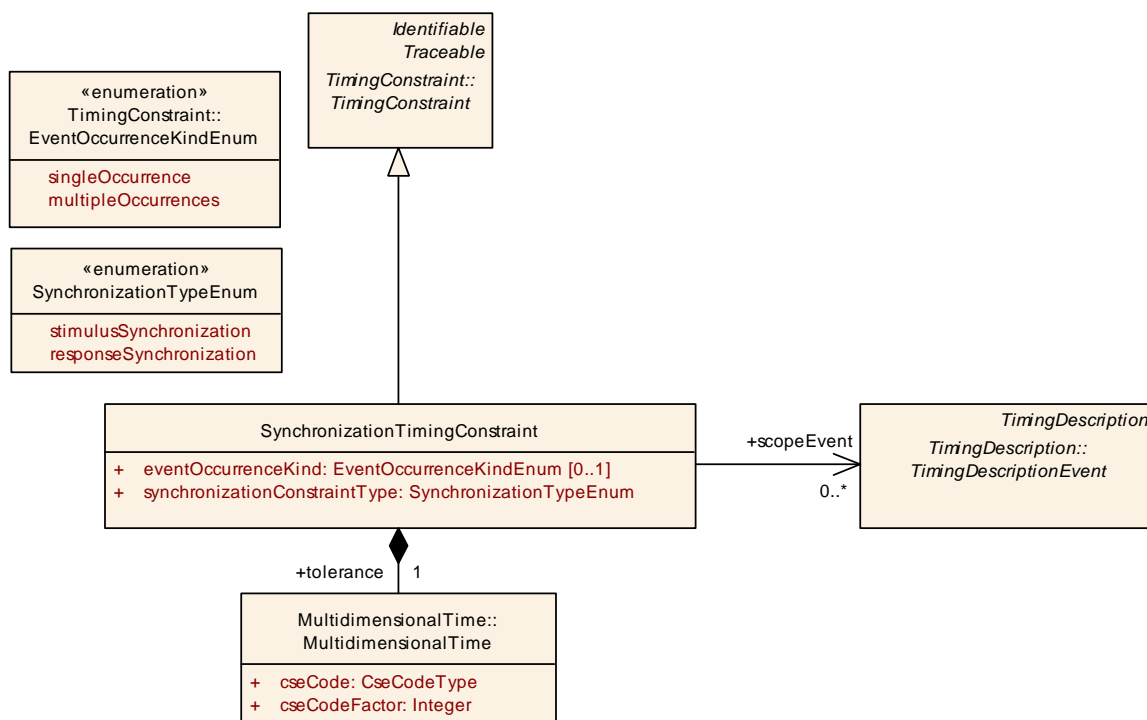 Identifiable
Traceable
TimingConstraint::
TimingConstraint
«enumeration»
TimingConstraint::
EventOccurrenceKindEnum
singleOccurrence
multipleOccurrences
«enumeration»
SynchronizationTypeEnum
stimulusSynchronization
responseSynchronization
SynchronizationTimingConstraint
+ eventOccurrenceKind: EventOccurrenceKindEnum [0..1]
+ synchronizationConstraintType: SynchronizationTypeEnum
+scopeEvent
0..*
TimingDescription
TimingDescription::
TimingDescriptionEvent
+tolerance 1
MultidimensionalTime::
MultidimensionalTime
+ cseCode: CseCodeType
+ cseCodeFactor: Integer